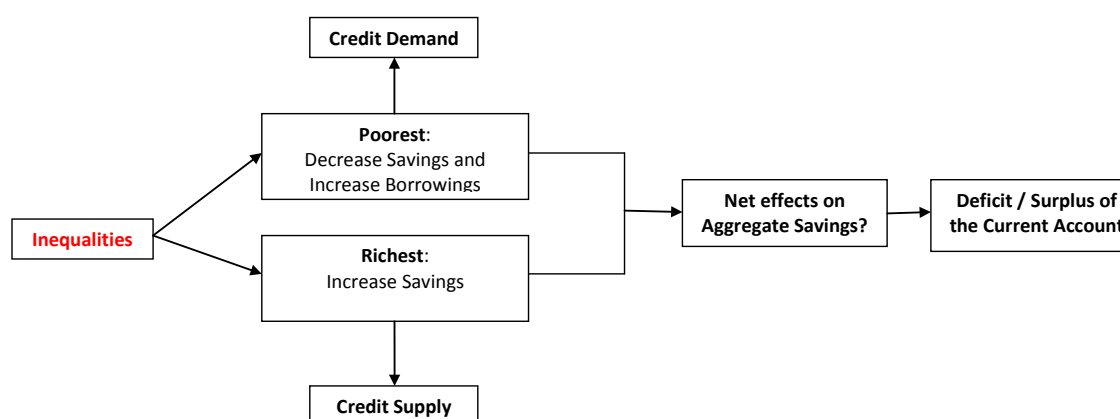 Credit Demand
Poorest:
Decrease Savings and
Increase Borrowings
Inequalities
Richest:
Increase Savings
Credit Supply
Net effects on
Aggregate Savings?
Deficit / Surplus of
the Current Account